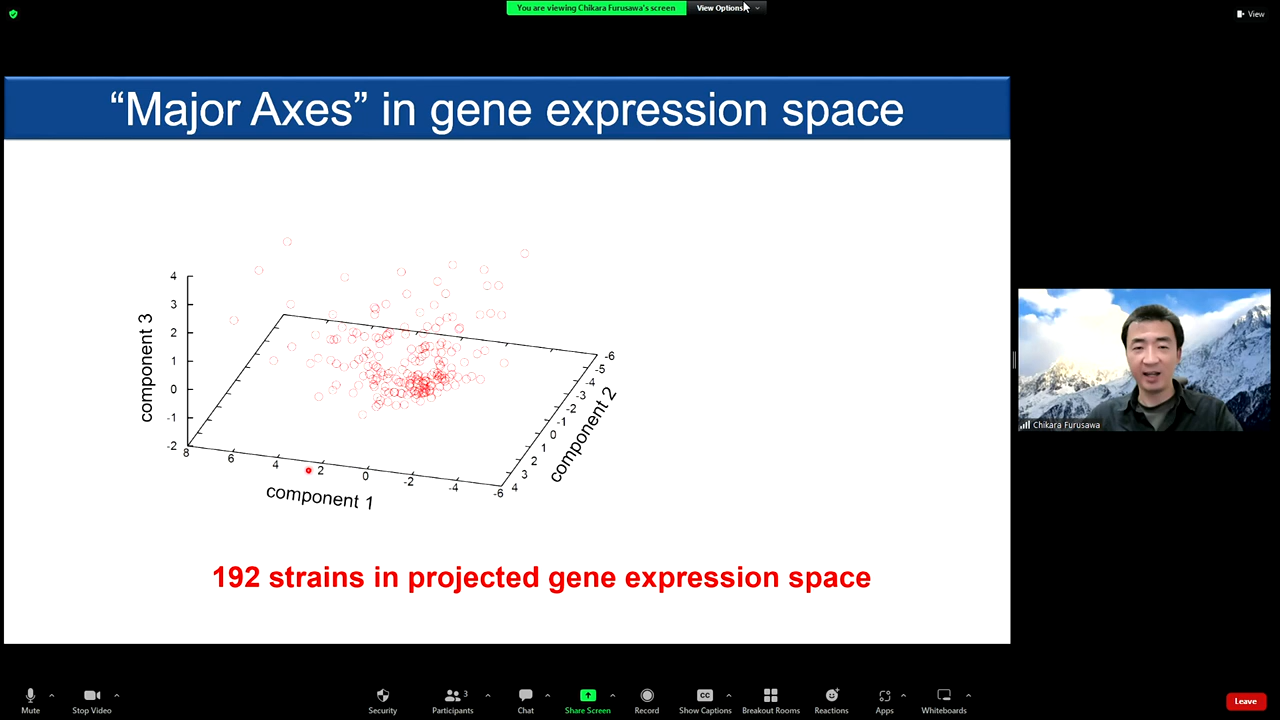 You are viewing Chikara Furusawa's screen
View Options
View
“Major Axes” in gene expression space
4
3
2
1
0
-1
-2
component 3
8
6
4
2
0
-2
-4
-6
component 1
-6
-5
-4
-3
-2
-1
0
1
2
3
4
component 2
192 strains in projected gene expression space
Chikara Furusawa
Mute
Stop Video
Security
3
Participants
Chat
Share Screen
Record
CC
Show Captions
Breakout Rooms
Reactions
Apps
Whiteboards
Leave